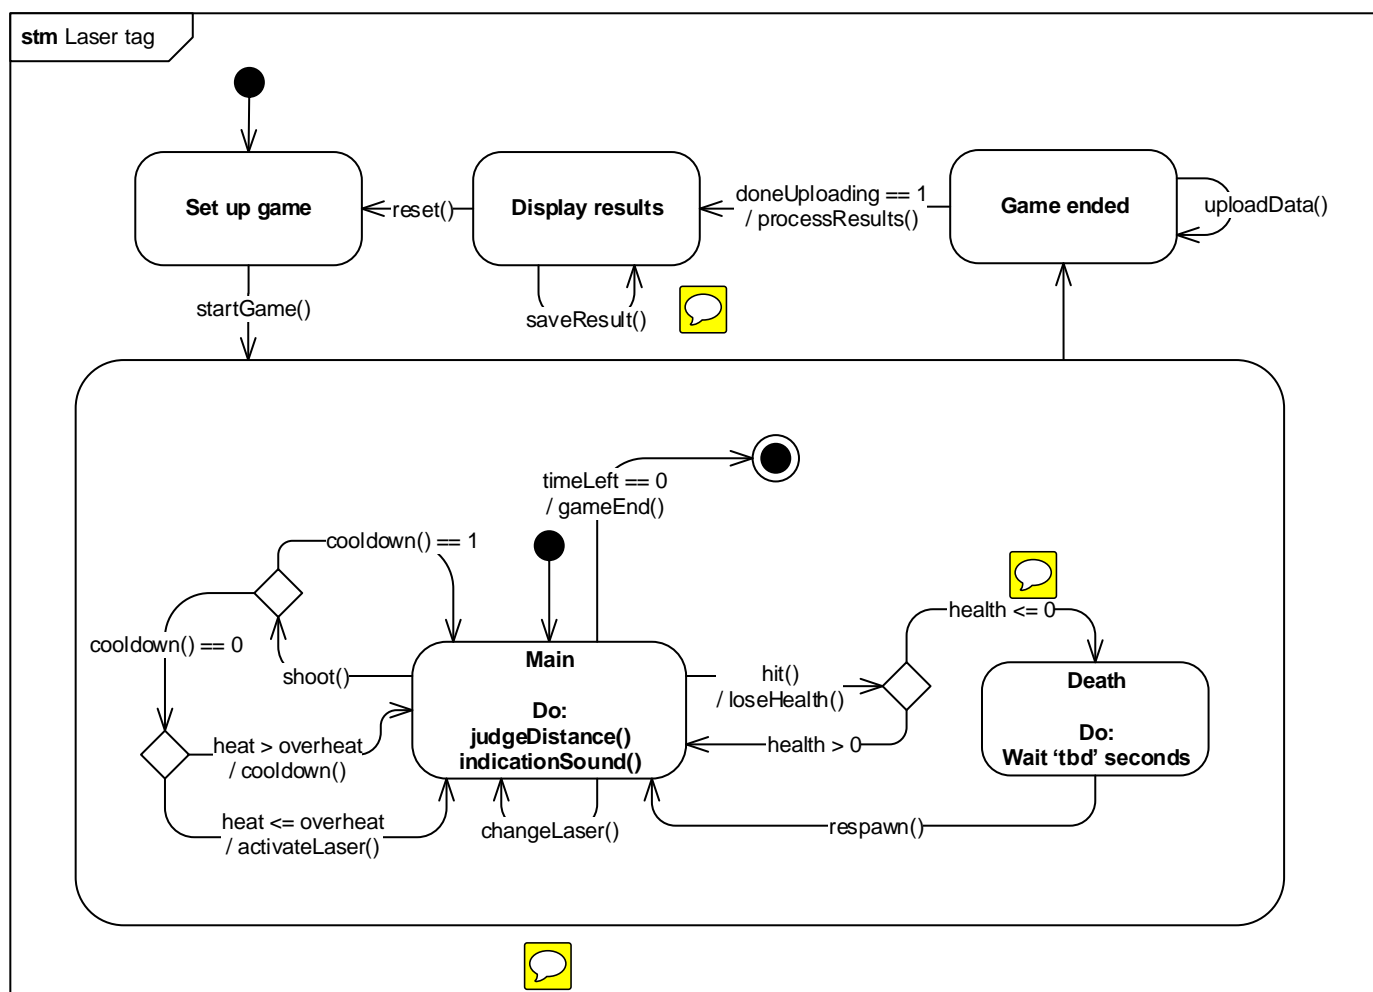 stm Laser tag
Set up game
reset()
Display results
doneUploading == 1
/ processResults()
Game ended
uploadData()
startGame()
saveResult()
timeLeft == 0
/ gameEnd()
cooldown() == 1
cooldown() == 0
shoot()
health <= 0
Main
Do:
judgeDistance()
indicationSound()
hit()
/ loseHealth()
health > 0
Death
Do:
Wait ‘tbd’ seconds
heat > overheat
/ cooldown()
heat <= overheat
/ activateLaser()
changeLaser()
respawn()